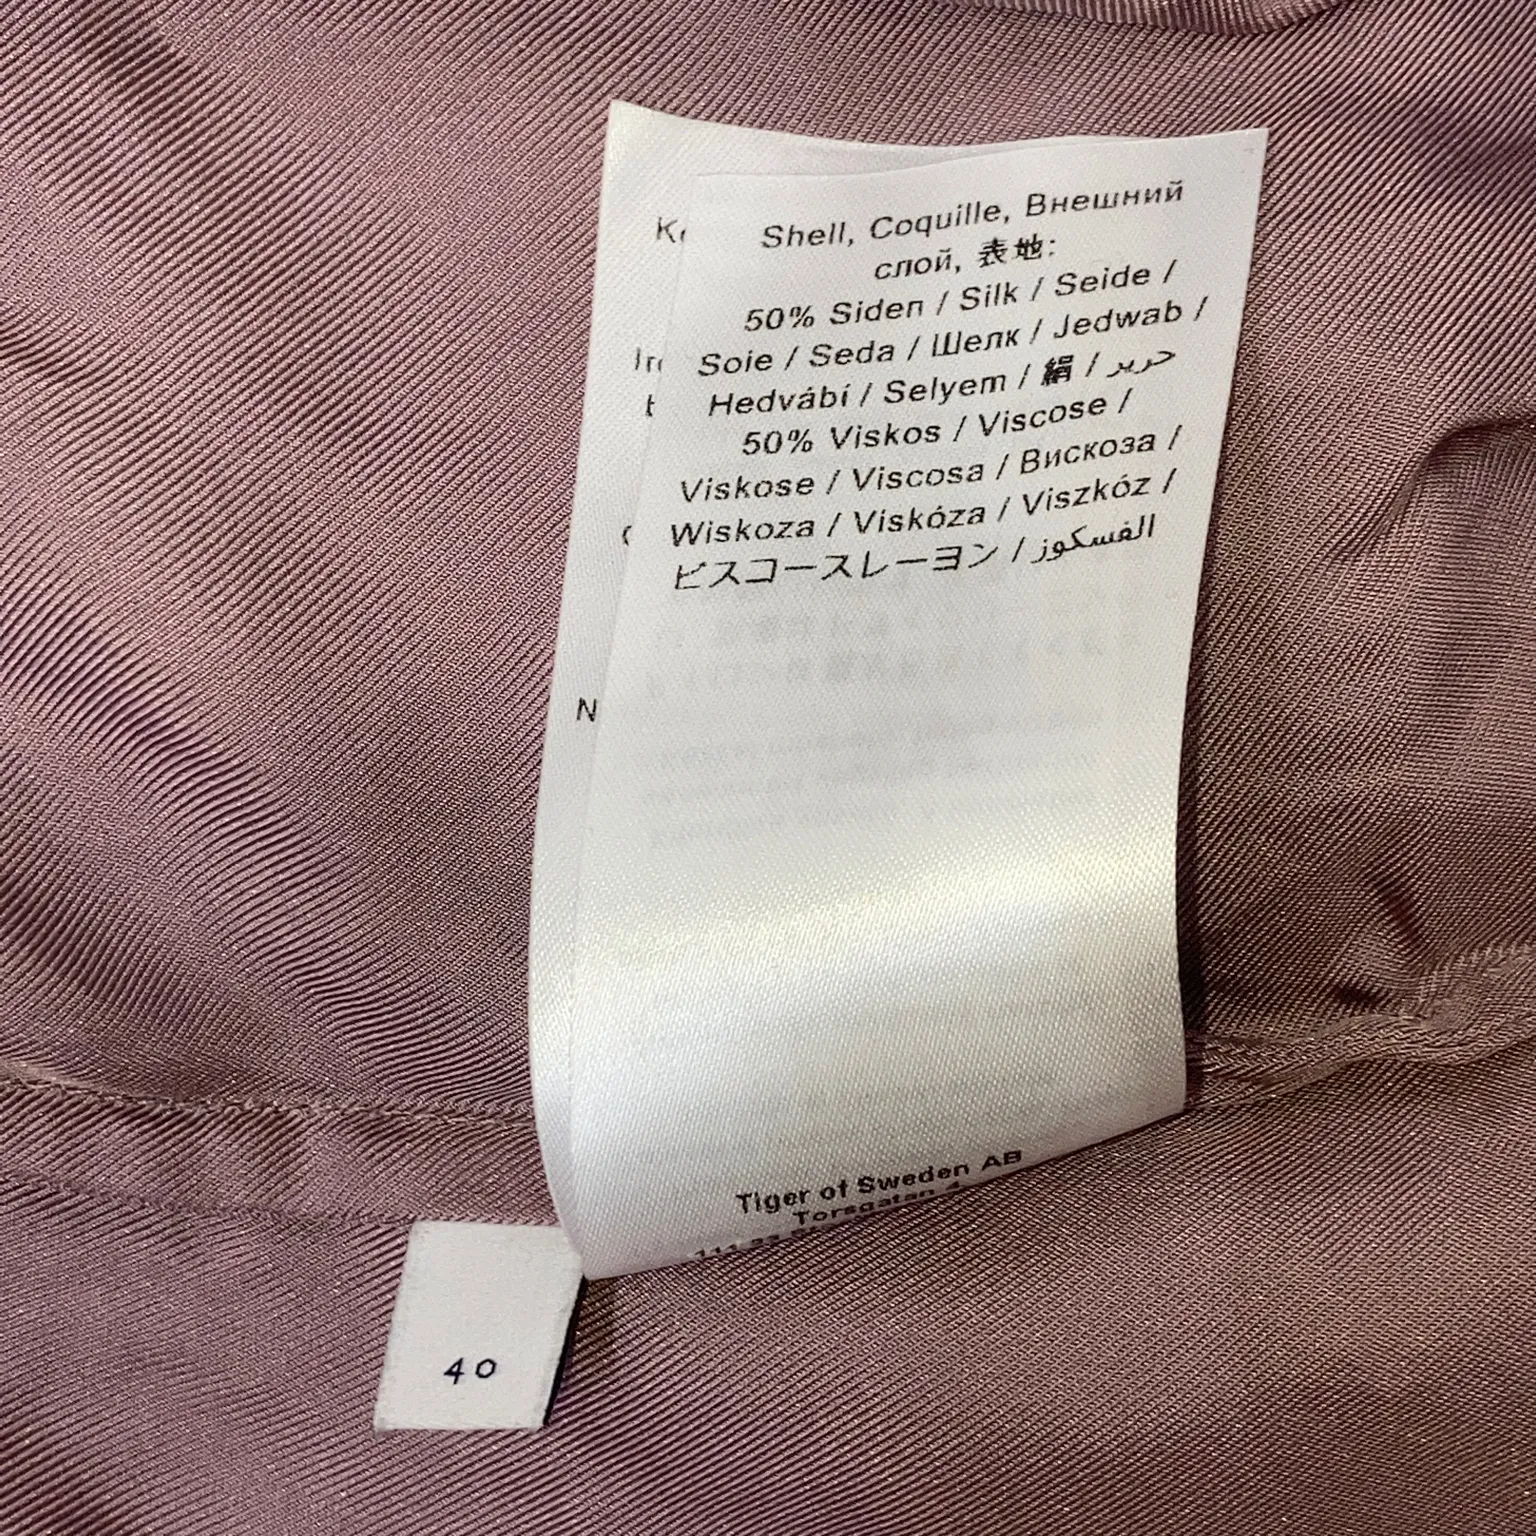 Shell, Coquille, Внешний
слой, 表地:
50% Siden / Silk / Seide /
Soie / Seda / Шелк / Jedwab /
Hedvábí / Selyem / 絹 / حرير
50% Viskos / Viscose /
Viskose / Viscosa / Вискоза /
Wiskoza / Viskóza / Viszkóz /
ビスコースレーヨン / الفسكوز
Tiger of Sweden AB
Torsgatan 4
40